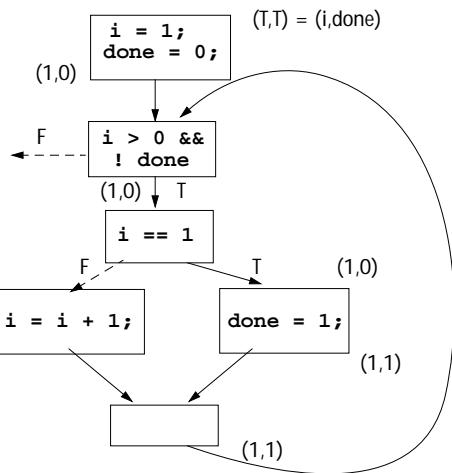 (T,T) = (i,done)
i = 1;
done = 0;
(1,0)
F
i > 0 &&
! done
(1,0) T
i == 1
F T (1,0)
i = i + 1;
done = 1;
(1,1)
(1,1)